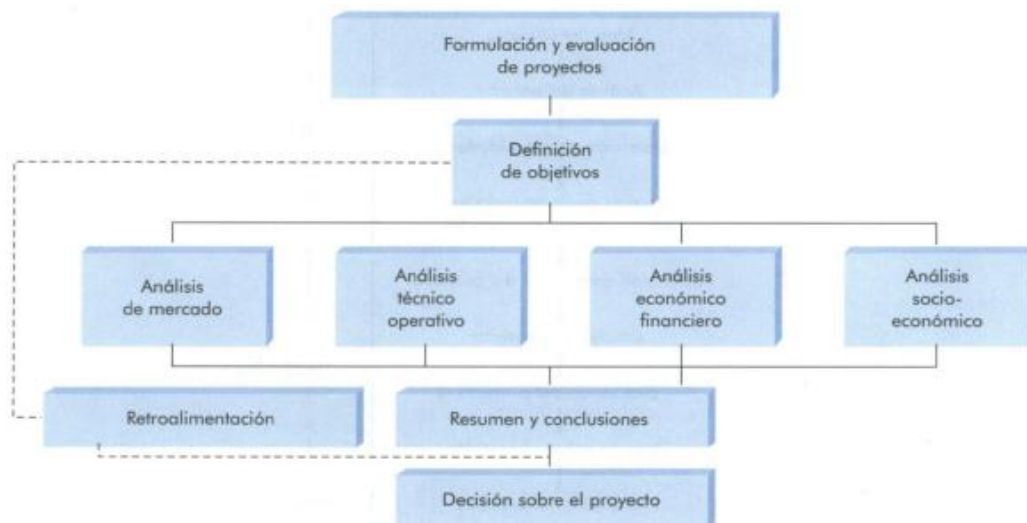 Formulación y evaluación
de proyectos
Definición
de objetivos
Análisis
de mercado
Análisis
técnico
operativo
Análisis
económico
financiero
Análisis
socio-
económico
Retroalimentación
Resumen y conclusiones
Decisión sobre el proyecto